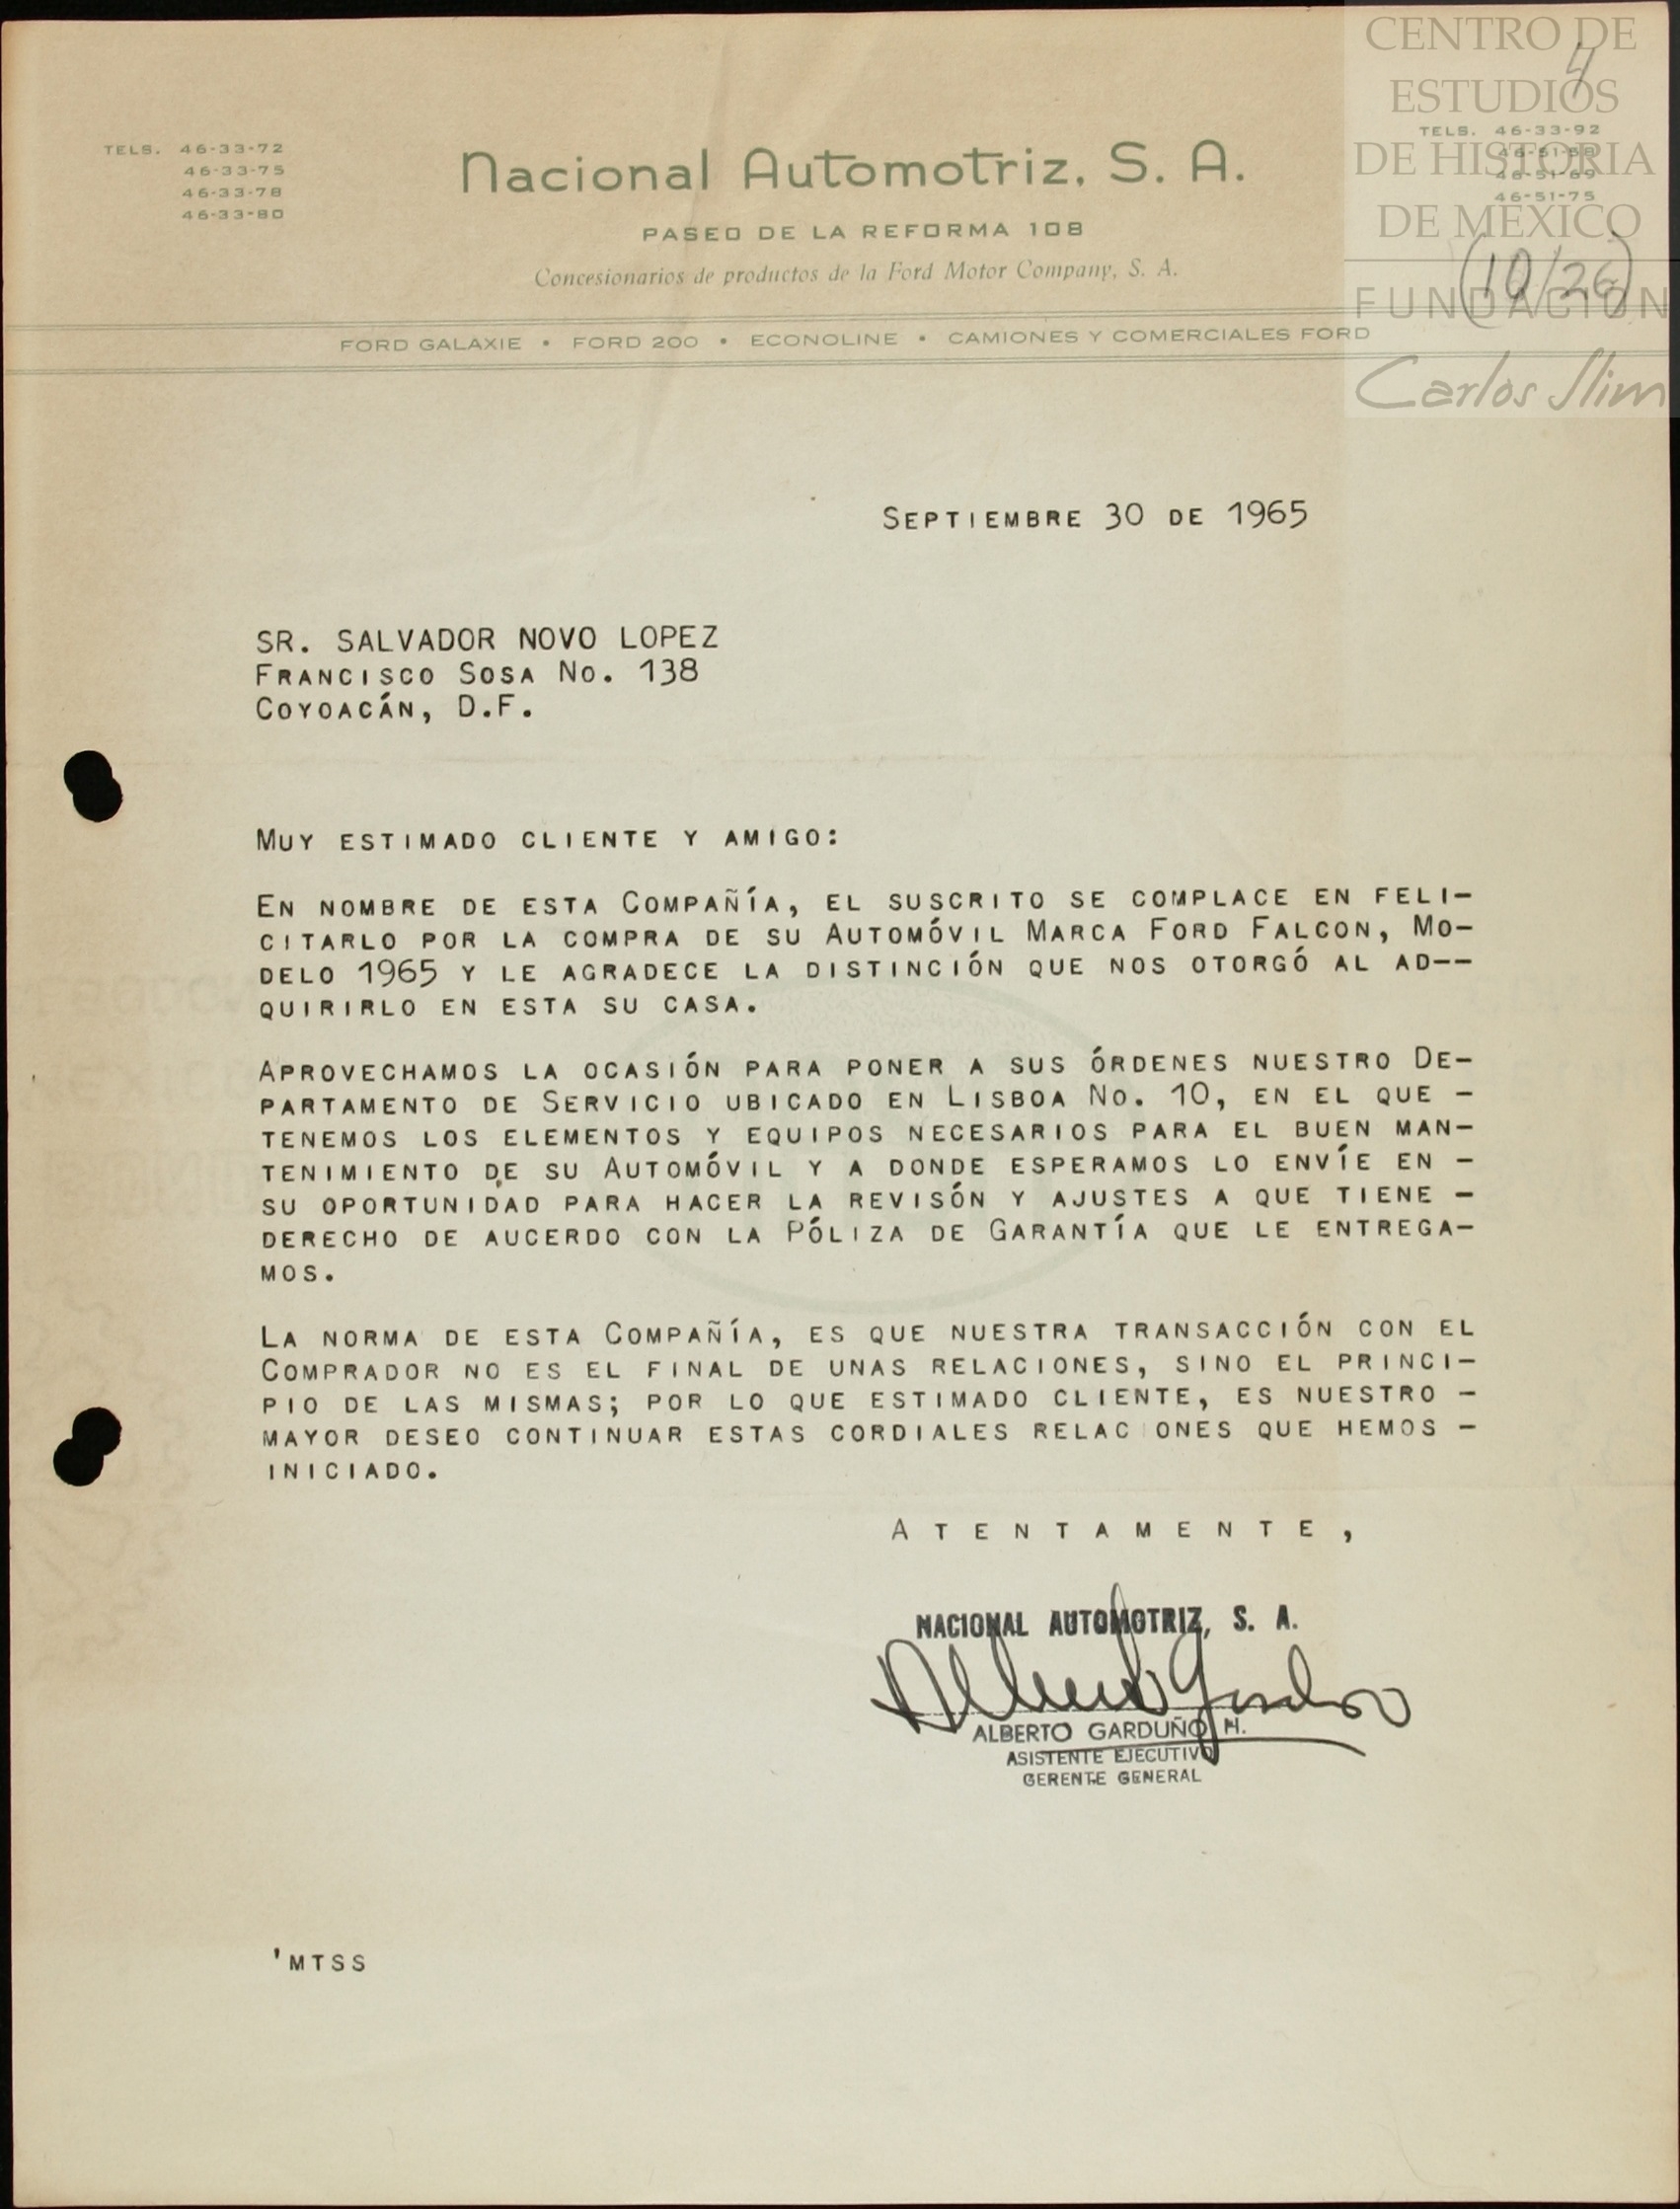 CENTRO DE
ESTUDIOS
DE HISTORIA
DE MEXICO
FUNDACION
Carlos Slim
4
(10/26)
TELS. 46-33-72
46-33-75
46-33-78
46-33-80
Nacional Automotriz, S. A.
PASEO DE LA REFORMA 108
Concesionarios de productos de la Ford Motor Company, S. A.
TELS. 46-33-92
46-51-69
46-51-75
FORD GALAXIE • FORD 200 • ECONOLINE • CAMIONES Y COMERCIALES FORD
SEPTIEMBRE 30 DE 1965
SR. SALVADOR NOVO LOPEZ
FRANCISCO SOSA NO. 138
COYOACÁN, D.F.
MUY ESTIMADO CLIENTE Y AMIGO:
EN NOMBRE DE ESTA COMPAÑÍA, EL SUSCRITO SE COMPLACE EN FELI-
CITARLO POR LA COMPRA DE SU AUTOMÓVIL MARCA FORD FALCON, MO-
DELO 1965 Y LE AGRADECE LA DISTINCIÓN QUE NOS OTORGÓ AL AD--
QUIRIRLO EN ESTA SU CASA.
APROVECHAMOS LA OCASIÓN PARA PONER A SUS ÓRDENES NUESTRO DE-
PARTAMENTO DE SERVICIO UBICADO EN LISBOA NO. 10, EN EL QUE -
TENEMOS LOS ELEMENTOS Y EQUIPOS NECESARIOS PARA EL BUEN MAN-
TENIMIENTO DE SU AUTOMÓVIL Y A DONDE ESPERAMOS LO ENVÍE EN -
SU OPORTUNIDAD PARA HACER LA REVISÓN Y AJUSTES A QUE TIENE -
DERECHO DE AUCERDO CON LA PÓLIZA DE GARANTÍA QUE LE ENTREGA-
MOS.
LA NORMA DE ESTA COMPAÑÍA, ES QUE NUESTRA TRANSACCIÓN CON EL
COMPRADOR NO ES EL FINAL DE UNAS RELACIONES, SINO EL PRINCI-
PIO DE LAS MISMAS; POR LO QUE ESTIMADO CLIENTE, ES NUESTRO -
MAYOR DESEO CONTINUAR ESTAS CORDIALES RELAC ONES QUE HEMOS -
INICIADO.
A T E N T A M E N T E ,
NACIONAL AUTOMOTRIZ, S. A.
Alberto Garduño
ALBERTO GARDUÑO H.
ASISTENTE EJECUTIVO
GERENTE GENERAL
'MTSS